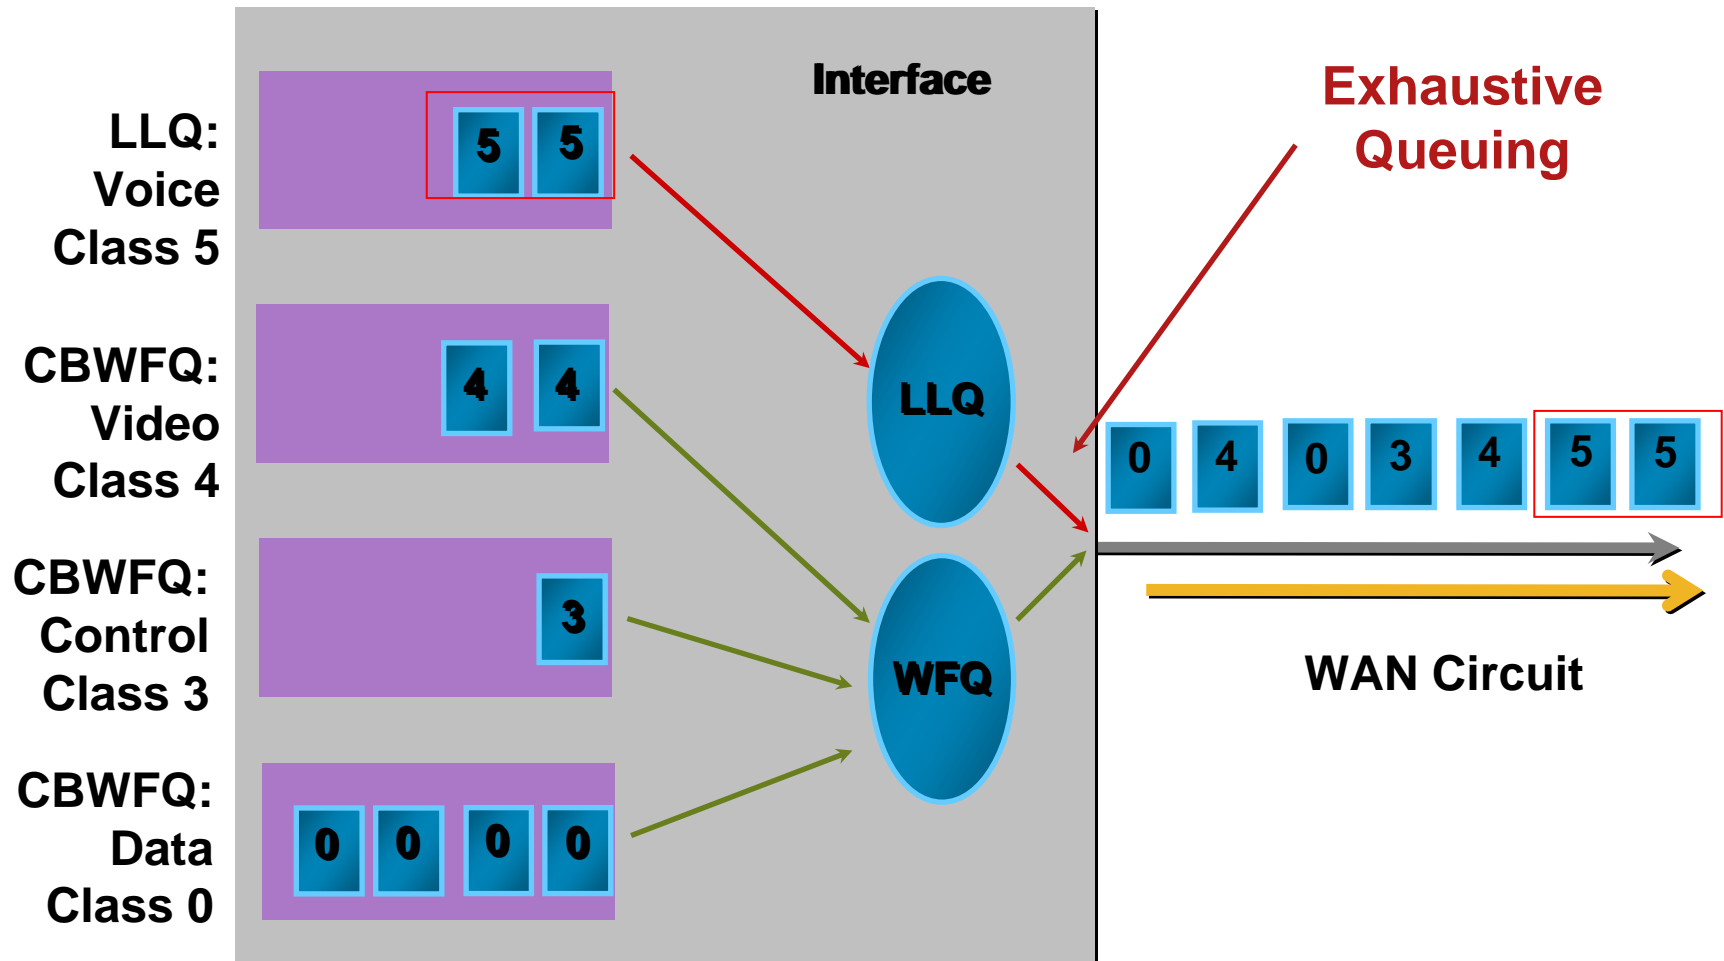 Interface
Exhaustive
Queuing
LLQ:
Voice
Class 5
5 5
CBWFQ:
Video
Class 4
4 4
LLQ
0 4 0 3 4 5 5
CBWFQ:
Control
Class 3
3
WFQ
WAN Circuit
CBWFQ:
Data
Class 0
0 0 0 0